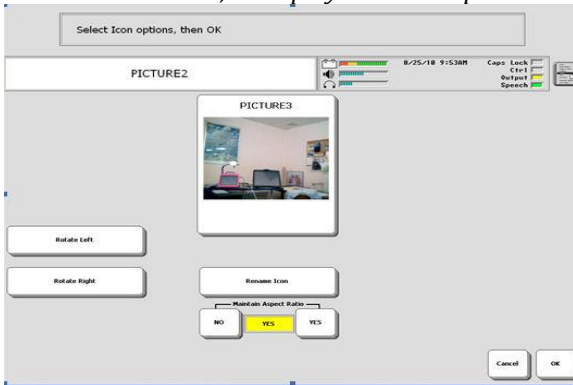 Select Icon options, then OK
PICTURE2
8/25/10 9:53AM
Caps Lock
Ctrl
Output
Speech
PICTURE3
Rotate Left
Rotate Right
Rename Icon
Maintain Aspect Ratio
NO
YES
YES
Cancel
OK